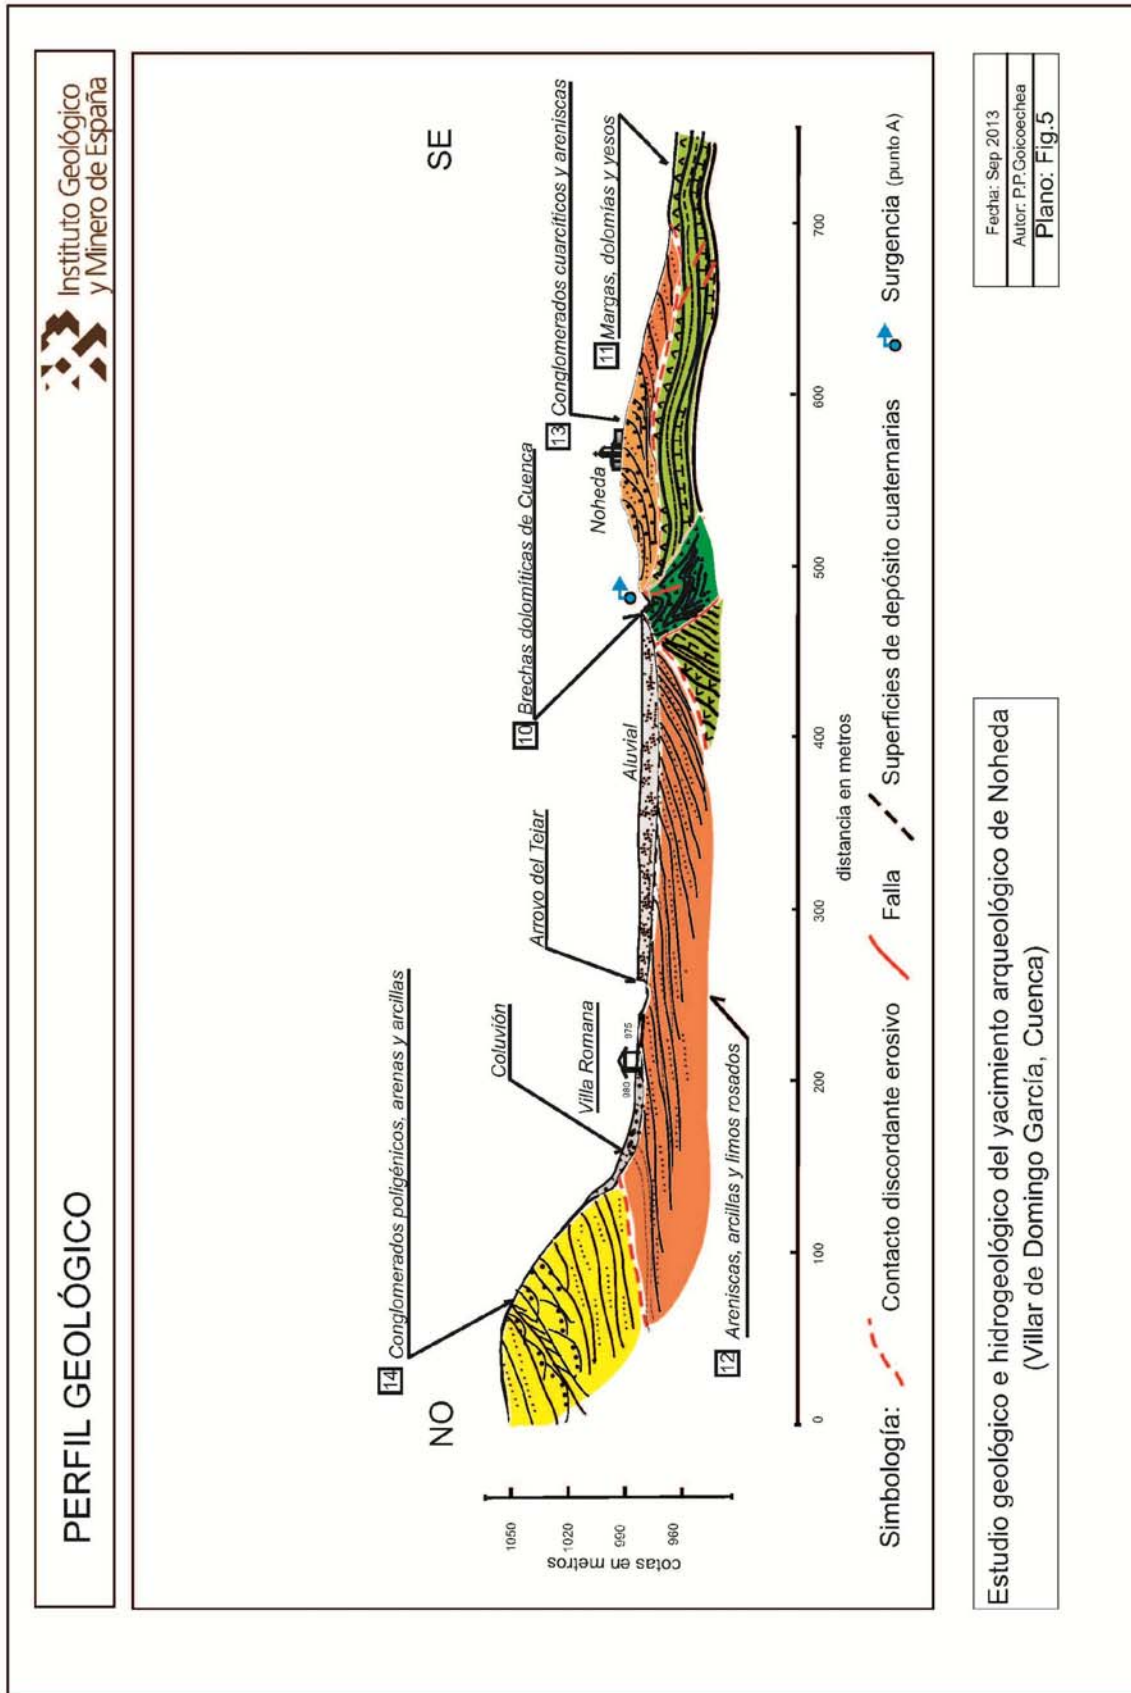 PERFIL GEOLÓGICO
Instituto Geológico
y Minero de España
NO
SE
14 Conglomerados poligénicos, arenas y arcillas
Coluvión
Villa Romana
980
975
Arroyo del Tejar
Aluvial
10 Brechas dolomíticas de Cuenca
Noheda
13 Conglomerados cuarcíticos y areniscas
11 Margas, dolomías y yesos
12 Areniscas, arcillas y limos rosados
cotas en metros
1050
1020
990
960
0
100
200
300
400
500
600
700
distancia en metros
Simbología:
Contacto discordante erosivo
Falla
Superficies de depósito cuaternarias
Surgencia (punto A)
Estudio geológico e hidrogeológico del yacimiento arqueológico de Noheda
(Villar de Domingo García, Cuenca)
Fecha: Sep 2013
Autor: P.P.Goicoechea
Plano: Fig.5